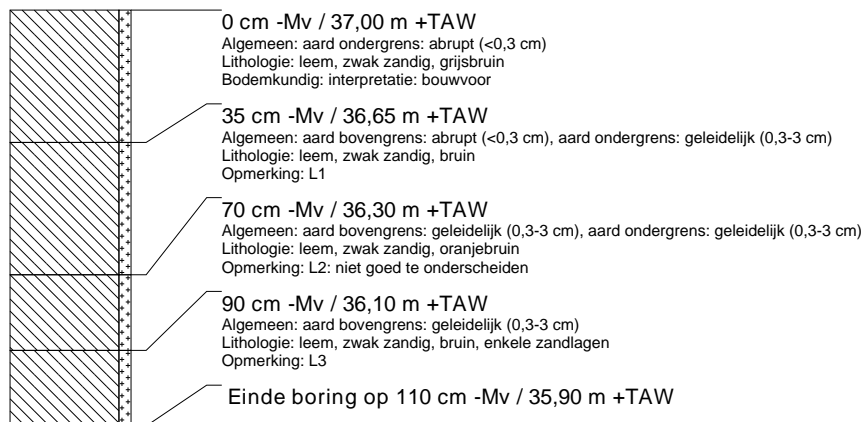 0 cm -Mv / 37,00 m +TAW
Algemeen: aard ondergrens: abrupt (<0,3 cm)
Lithologie: leem, zwak zandig, grijsbruin
Bodemkundig: interpretatie: bouwvoor
35 cm -Mv / 36,65 m +TAW
Algemeen: aard bovengrens: abrupt (<0,3 cm), aard ondergrens: geleidelijk (0,3-3 cm)
Lithologie: leem, zwak zandig, bruin
Opmerking: L1
70 cm -Mv / 36,30 m +TAW
Algemeen: aard bovengrens: geleidelijk (0,3-3 cm), aard ondergrens: geleidelijk (0,3-3 cm)
Lithologie: leem, zwak zandig, oranjebruin
Opmerking: L2: niet goed te onderscheiden
90 cm -Mv / 36,10 m +TAW
Algemeen: aard bovengrens: geleidelijk (0,3-3 cm)
Lithologie: leem, zwak zandig, bruin, enkele zandlagen
Opmerking: L3
Einde boring op 110 cm -Mv / 35,90 m +TAW